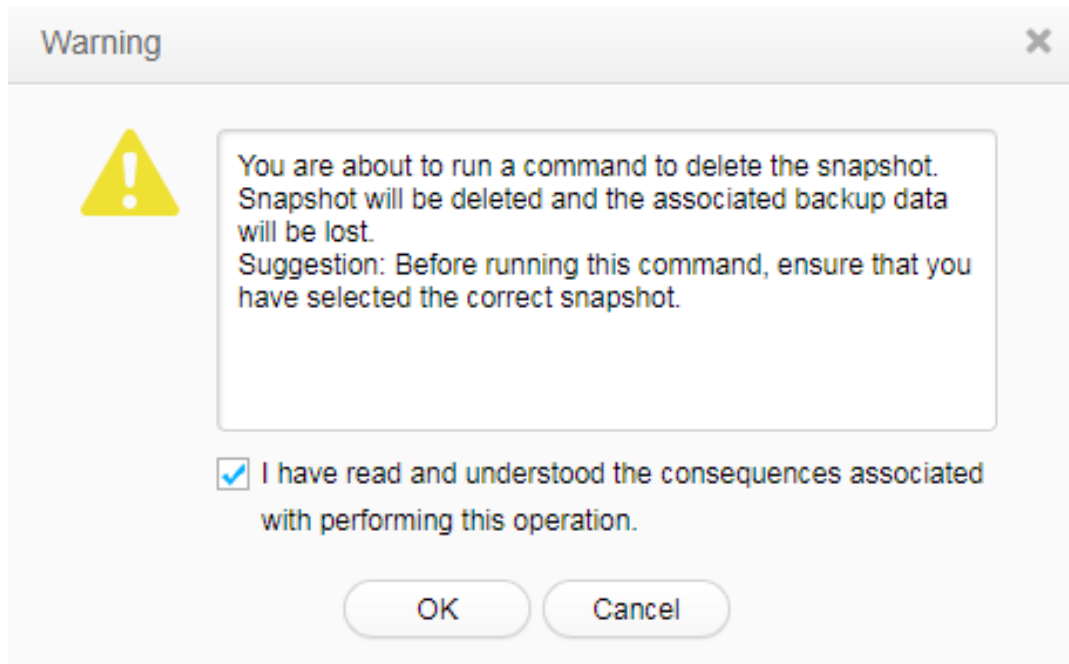 Warning
You are about to run a command to delete the snapshot.
Snapshot will be deleted and the associated backup data
will be lost.
Suggestion: Before running this command, ensure that you
have selected the correct snapshot.
I have read and understood the consequences associated
with performing this operation.
OK Cancel